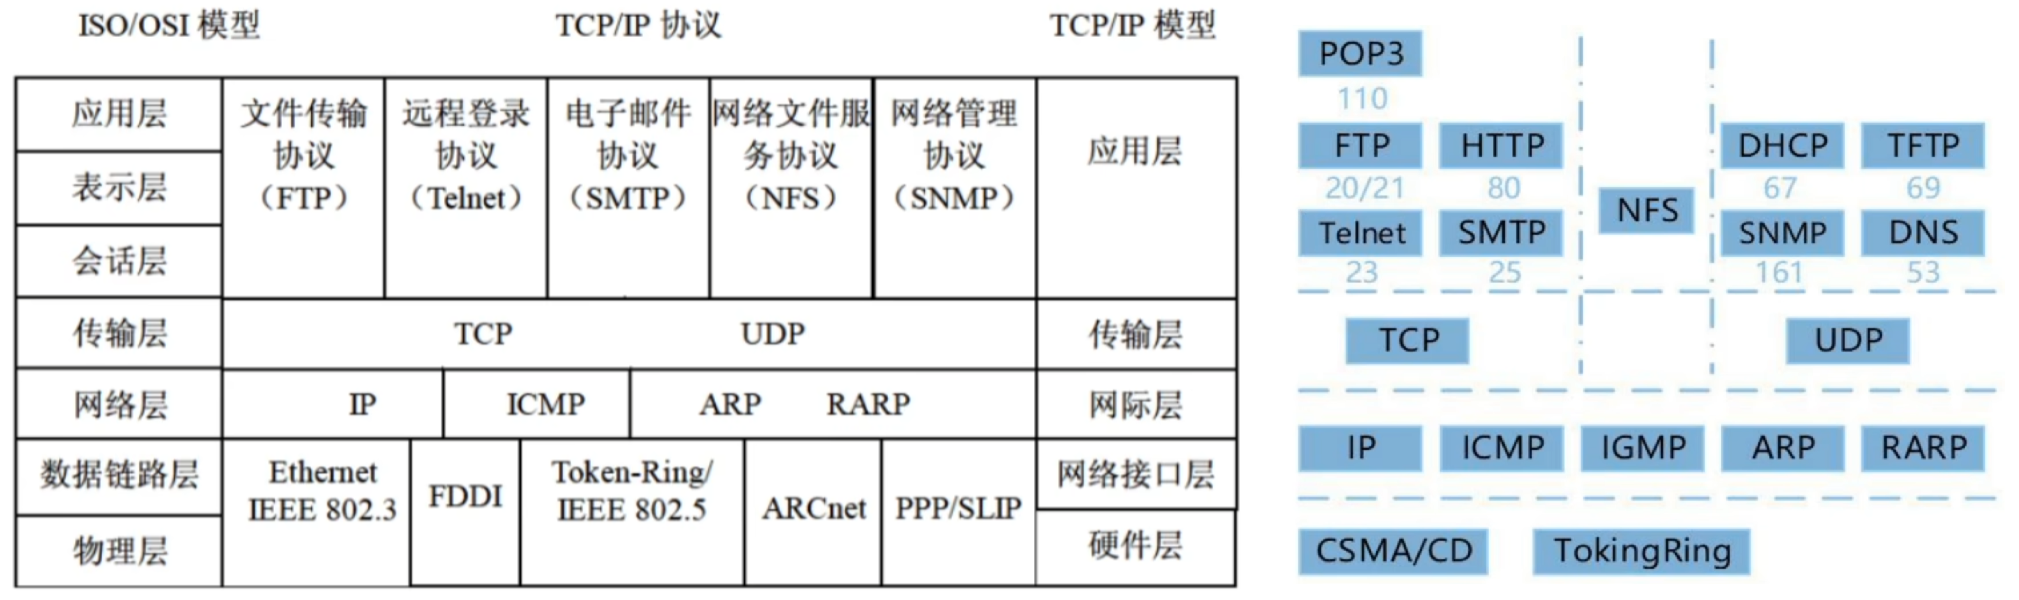 ISO/OSI 模型
TCP/IP 协议
TCP/IP 模型
应用层
表示层
会话层
文件传输
协议
（FTP）
远程登录
协议
（Telnet）
电子邮件
协议
（SMTP）
网络文件服
务协议
（NFS）
网络管理
协议
（SNMP）
应用层
传输层
TCP
UDP
传输层
网络层
IP
ICMP
ARP
RARP
网际层
数据链路层
物理层
Ethernet
IEEE 802.3
FDDI
Token-Ring/
IEEE 802.5
ARCnet
PPP/SLIP
网络接口层
硬件层
POP3
110
FTP
HTTP
DHCP
TFTP
20/21
80
67
69
NFS
Telnet
SMTP
SNMP
DNS
23
25
161
53
TCP
UDP
IP
ICMP
IGMP
ARP
RARP
CSMA/CD
TokingRing